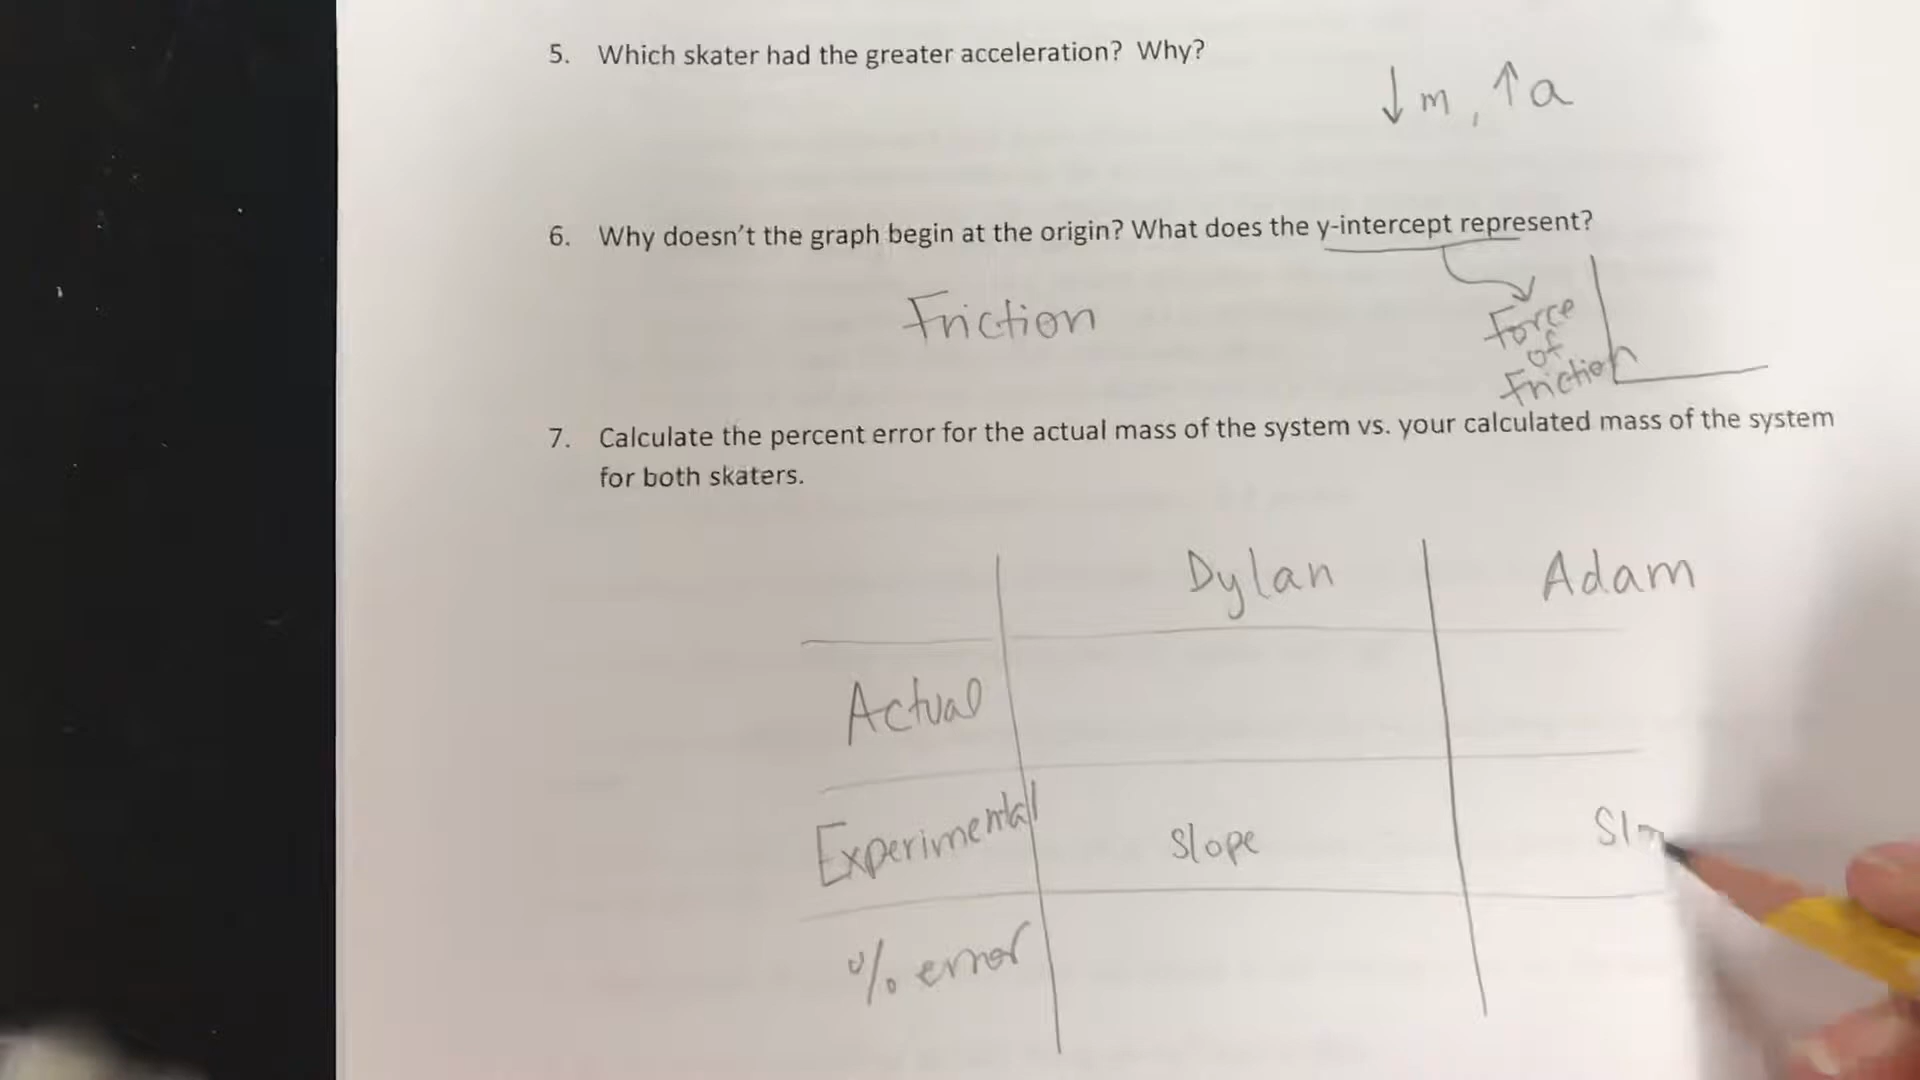 5. Which skater had the greater acceleration? Why?
↓m, ↑a
6. Why doesn't the graph begin at the origin? What does the y-intercept represent?
Friction
Force
of
Friction
7. Calculate the percent error for the actual mass of the system vs. your calculated mass of the system
for both skaters.
Dylan Adam
Actual
Experimental slope
% error